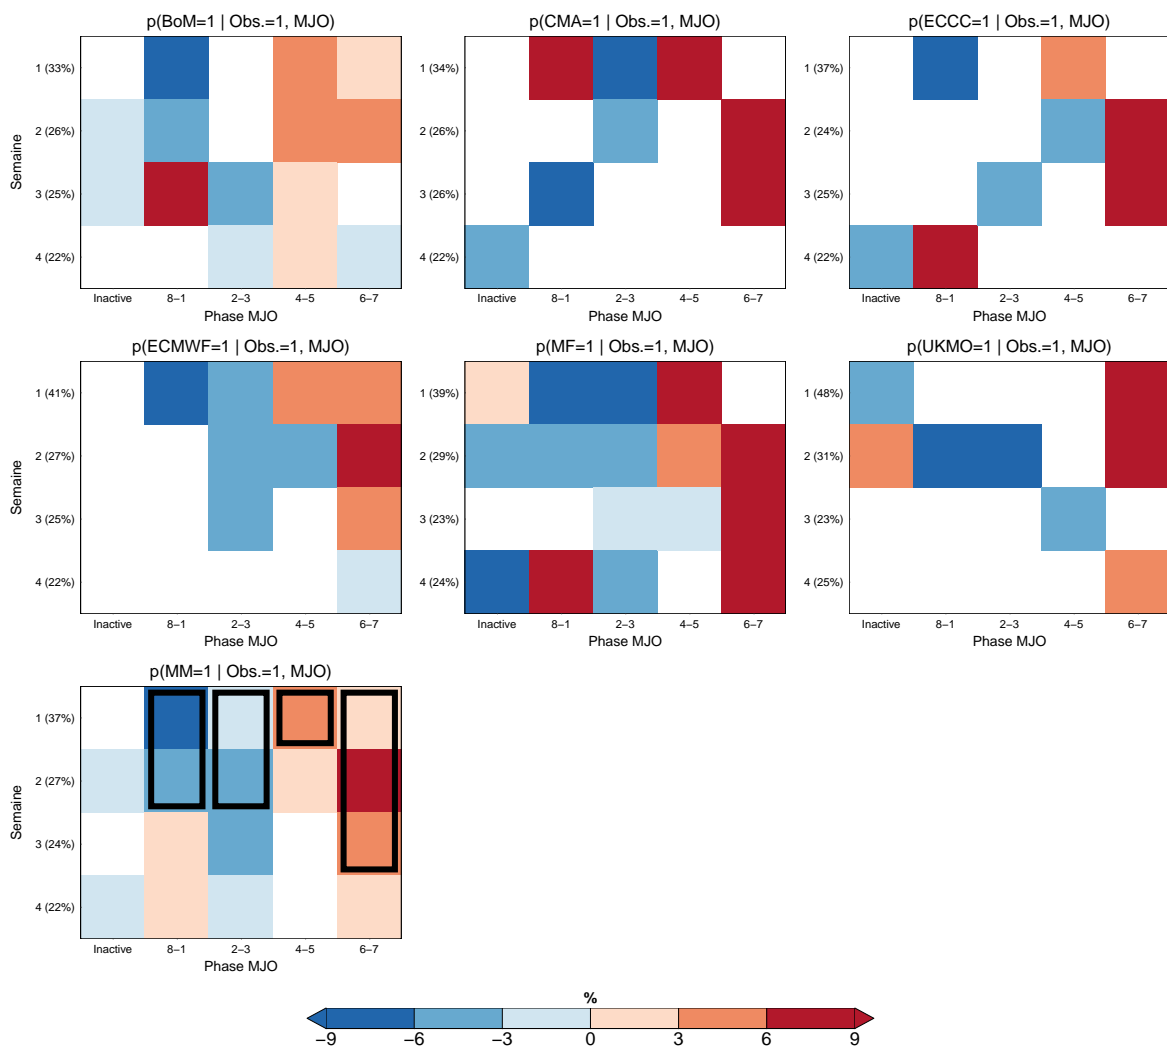 p(BoM=1 | Obs.=1, MJO)
Semaine
1 (33%)
2 (26%)
3 (25%)
4 (22%)
Inactive 8−1 2−3 4−5 6−7
Phase MJO
p(CMA=1 | Obs.=1, MJO)
1 (34%)
2 (26%)
3 (26%)
4 (22%)
Inactive 8−1 2−3 4−5 6−7
Phase MJO
p(ECCC=1 | Obs.=1, MJO)
1 (37%)
2 (24%)
3 (25%)
4 (22%)
Inactive 8−1 2−3 4−5 6−7
Phase MJO
p(ECMWF=1 | Obs.=1, MJO)
Semaine
1 (41%)
2 (27%)
3 (25%)
4 (22%)
Inactive 8−1 2−3 4−5 6−7
Phase MJO
p(MF=1 | Obs.=1, MJO)
1 (39%)
2 (29%)
3 (23%)
4 (24%)
Inactive 8−1 2−3 4−5 6−7
Phase MJO
p(UKMO=1 | Obs.=1, MJO)
1 (48%)
2 (31%)
3 (23%)
4 (25%)
Inactive 8−1 2−3 4−5 6−7
Phase MJO
p(MM=1 | Obs.=1, MJO)
Semaine
1 (37%)
2 (27%)
3 (24%)
4 (22%)
Inactive 8−1 2−3 4−5 6−7
Phase MJO
%
−9 −6 −3 0 3 6 9